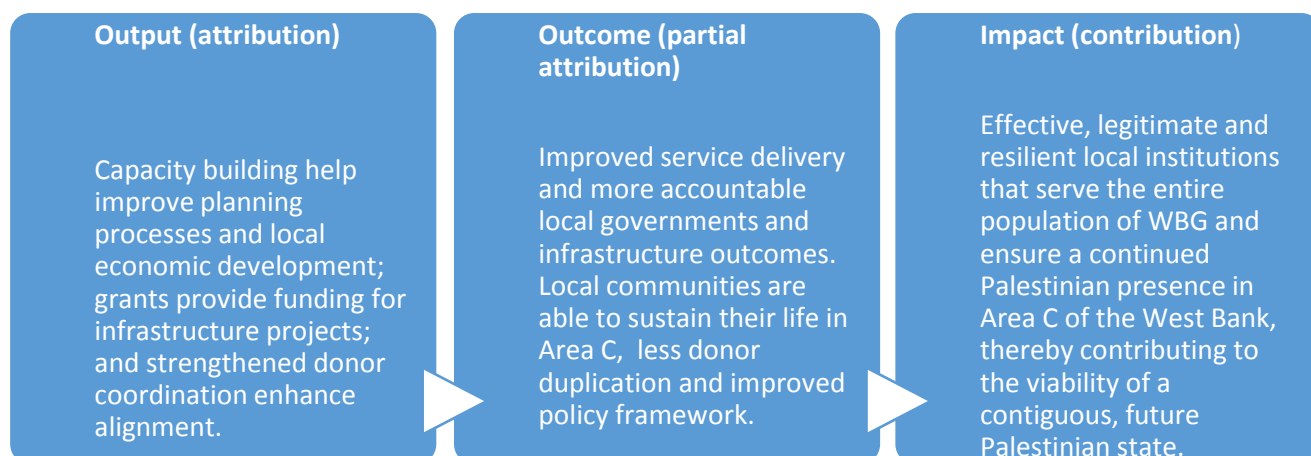 Output (attribution)
Capacity building help
improve planning
processes and local
economic development;
grants provide funding for
infrastructure projects;
and strengthened donor
coordination enhance
alignment.
Outcome (partial
attribution)
Improved service delivery
and more accountable
local governments and
infrastructure outcomes.
Local communities are
able to sustain their life in
Area C,  less donor
duplication and improved
policy framework.
Impact (contribution)
Effective, legitimate and
resilient local institutions
that serve the entire
population of WBG and
ensure a continued
Palestinian presence in
Area C of the West Bank,
thereby contributing to
the viability of a
contiguous, future
Palestinian state.